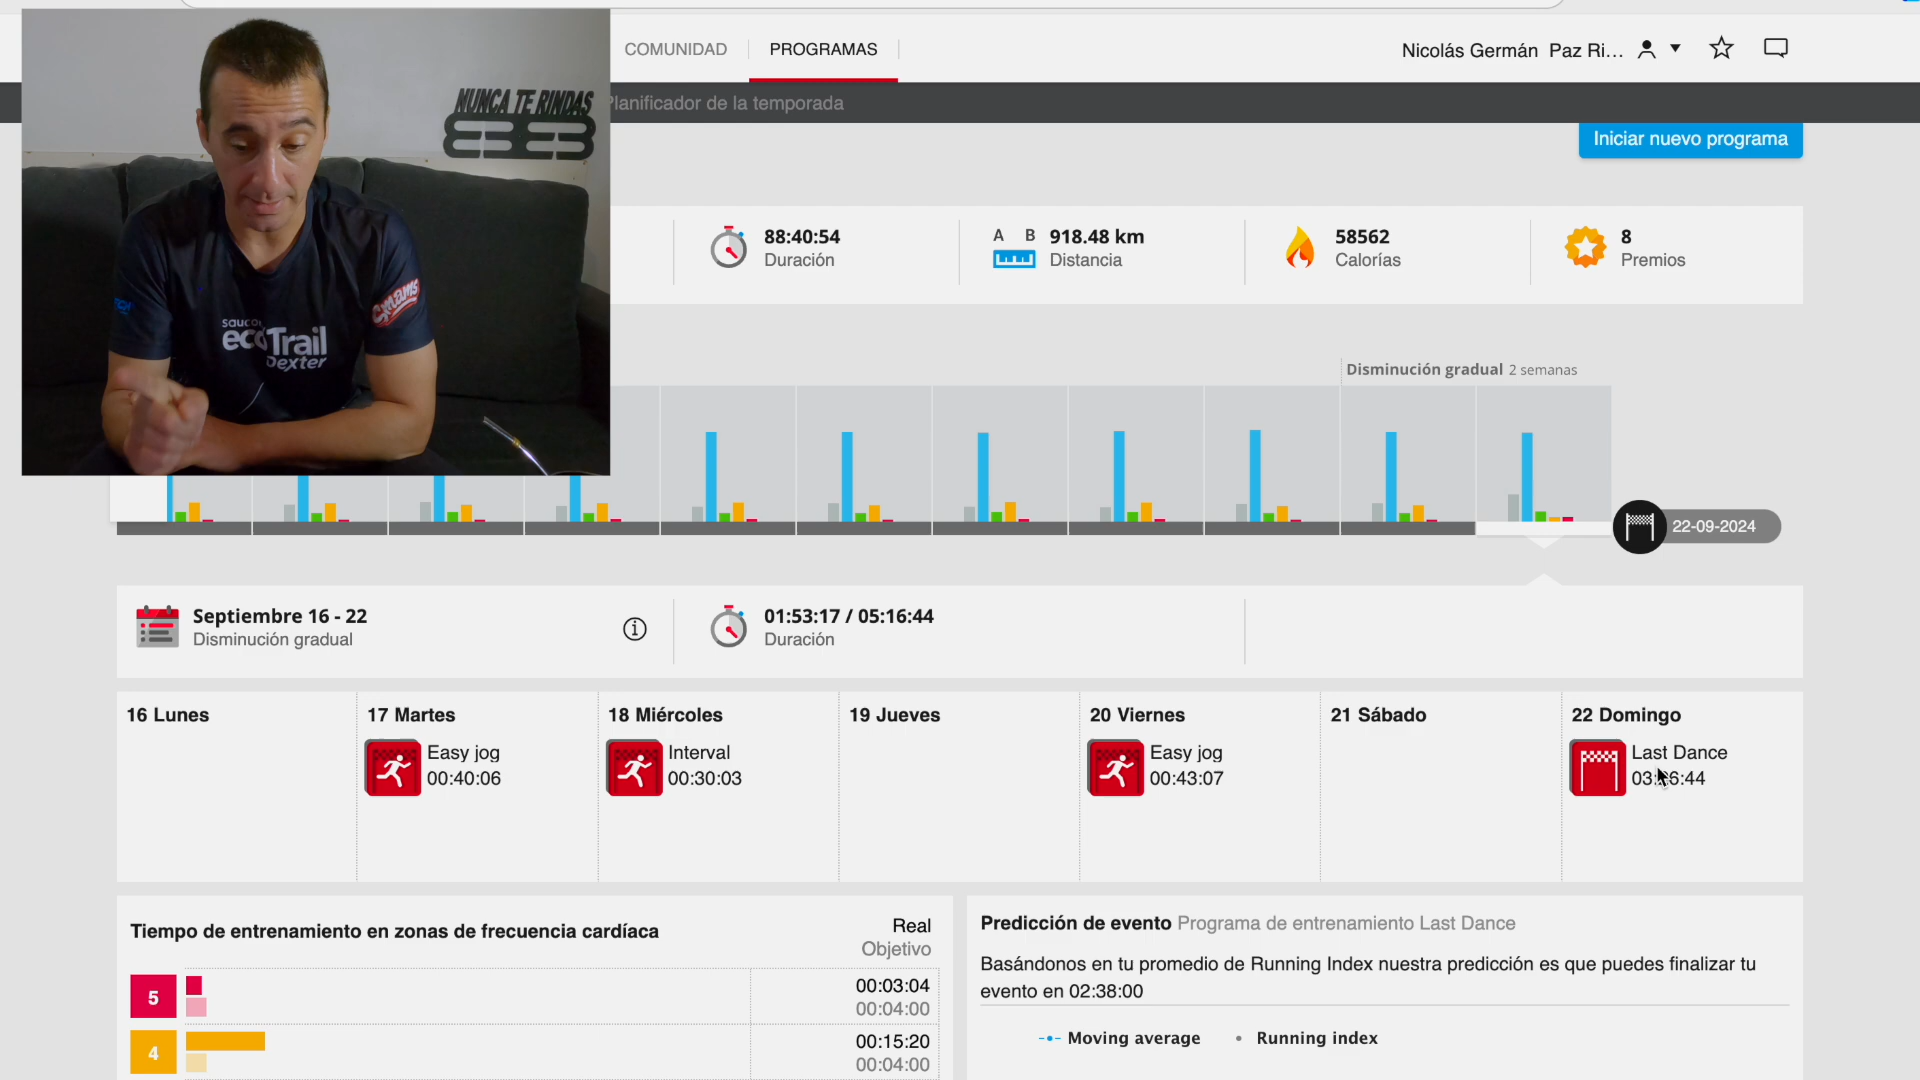 COMUNIDAD
PROGRAMAS
Nicolás Germán Paz Ri...
Planificador de la temporada
Iniciar nuevo programa
NUNCA TE RINDAS
88:40:54
Duración
A B
918.48 km
Distancia
58562
Calorías
8
Premios
ecoTrail
Dexter
Disminución gradual 2 semanas
22-09-2024
Septiembre 16 - 22
Disminución gradual
01:53:17 / 05:16:44
Duración
16 Lunes
17 Martes
Easy jog
00:40:06
18 Miércoles
Interval
00:30:03
19 Jueves
20 Viernes
Easy jog
00:43:07
21 Sábado
22 Domingo
Last Dance
Tiempo de entrenamiento en zonas de frecuencia cardíaca
Real
Objetivo
5
00:03:04
00:04:00
4
00:15:20
00:04:00
Predicción de evento Programa de entrenamiento Last Dance
Basándonos en tu promedio de Running Index nuestra predicción es que puedes finalizar tu
evento en 02:38:00
Moving average
Running index